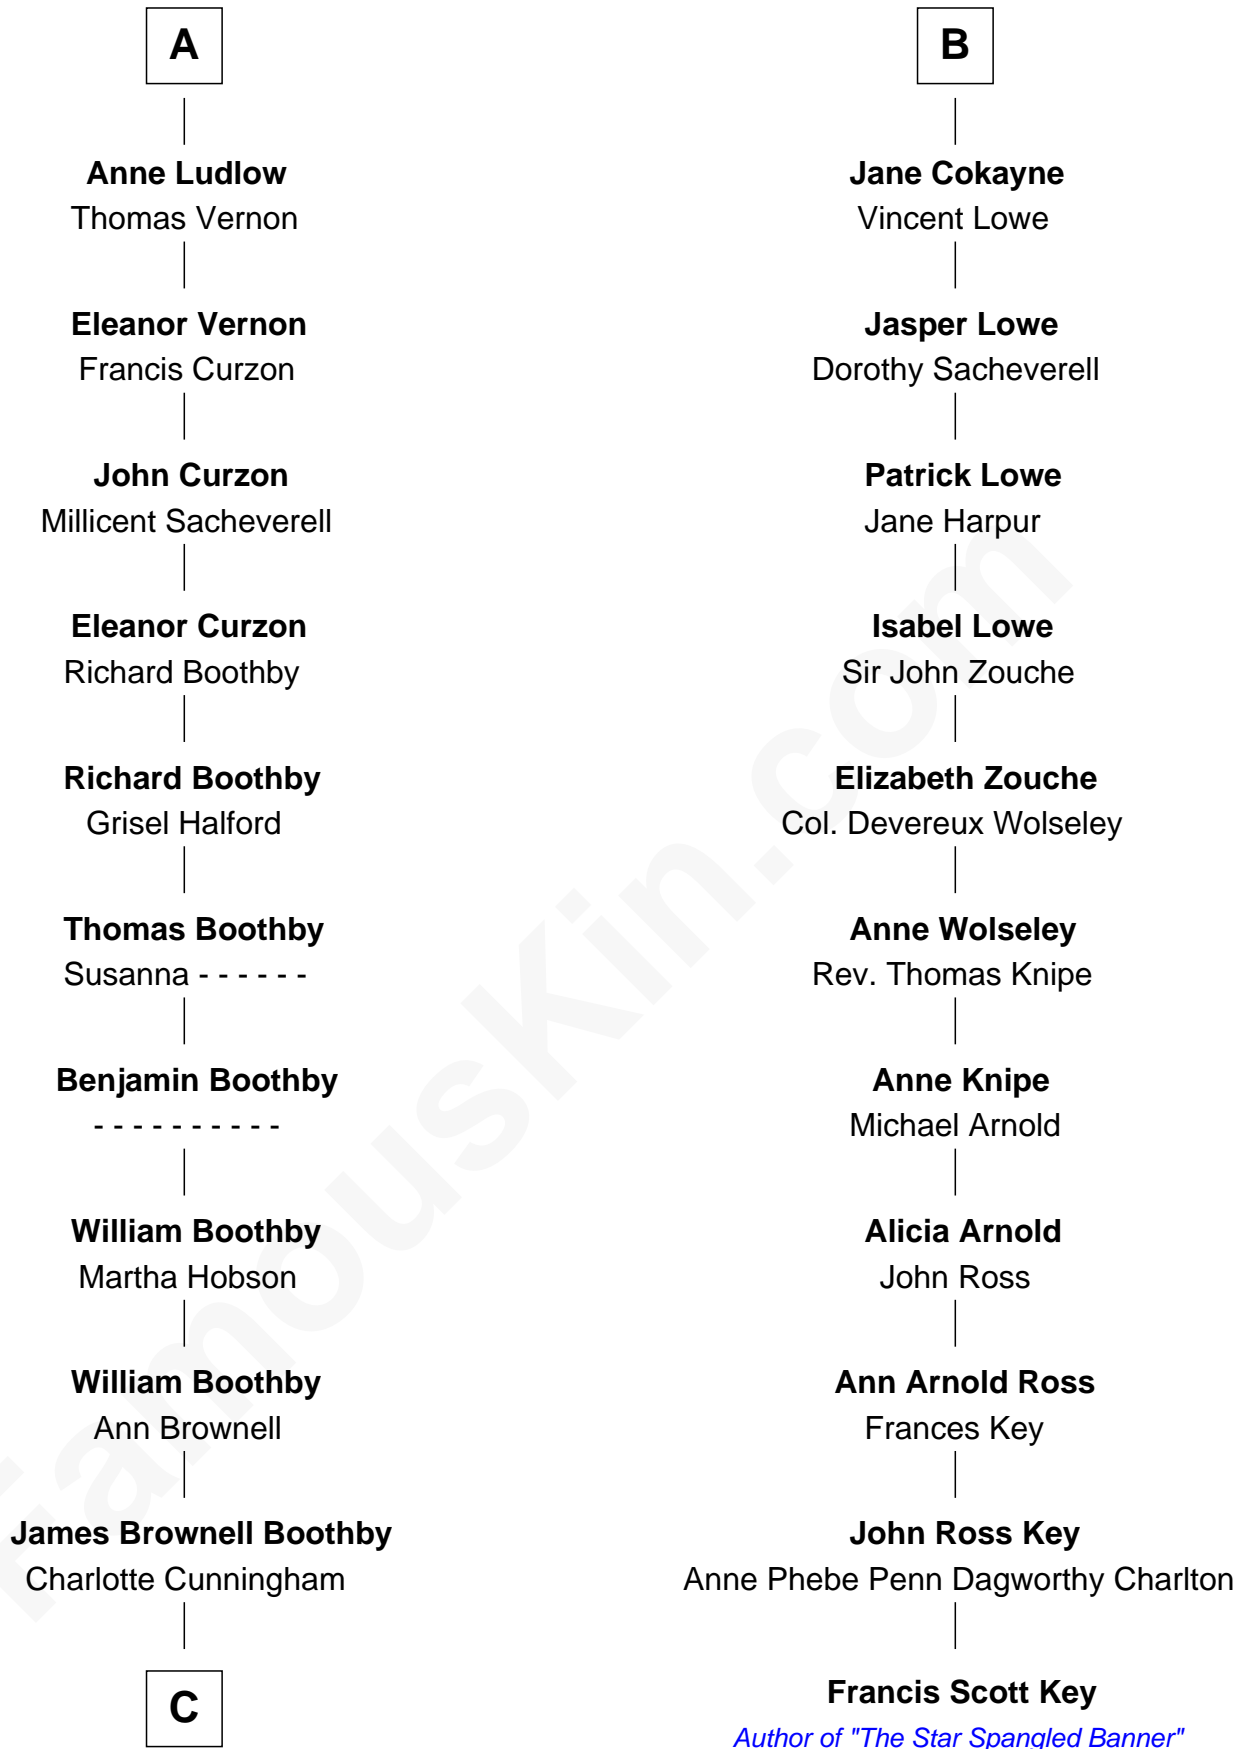 A
Anne Ludlow
Thomas Vernon
Eleanor Vernon
Francis Curzon
John Curzon
Millicent Sacheverell
Eleanor Curzon
Richard Boothby
Richard Boothby
Grisel Halford
Thomas Boothby
Susanna - - - - - -
Benjamin Boothby
- - - - - - - - - -
William Boothby
Martha Hobson
William Boothby
Ann Brownell
James Brownell Boothby
Charlotte Cunningham
C
B
Jane Cokayne
Vincent Lowe
Jasper Lowe
Dorothy Sacheverell
Patrick Lowe
Jane Harpur
Isabel Lowe
Sir John Zouche
Elizabeth Zouche
Col. Devereux Wolseley
Anne Wolseley
Rev. Thomas Knipe
Anne Knipe
Michael Arnold
Alicia Arnold
John Ross
Ann Arnold Ross
Frances Key
John Ross Key
Anne Phebe Penn Dagworthy Charlton
Francis Scott Key
Author of "The Star Spangled Banner"
FamousKin.com